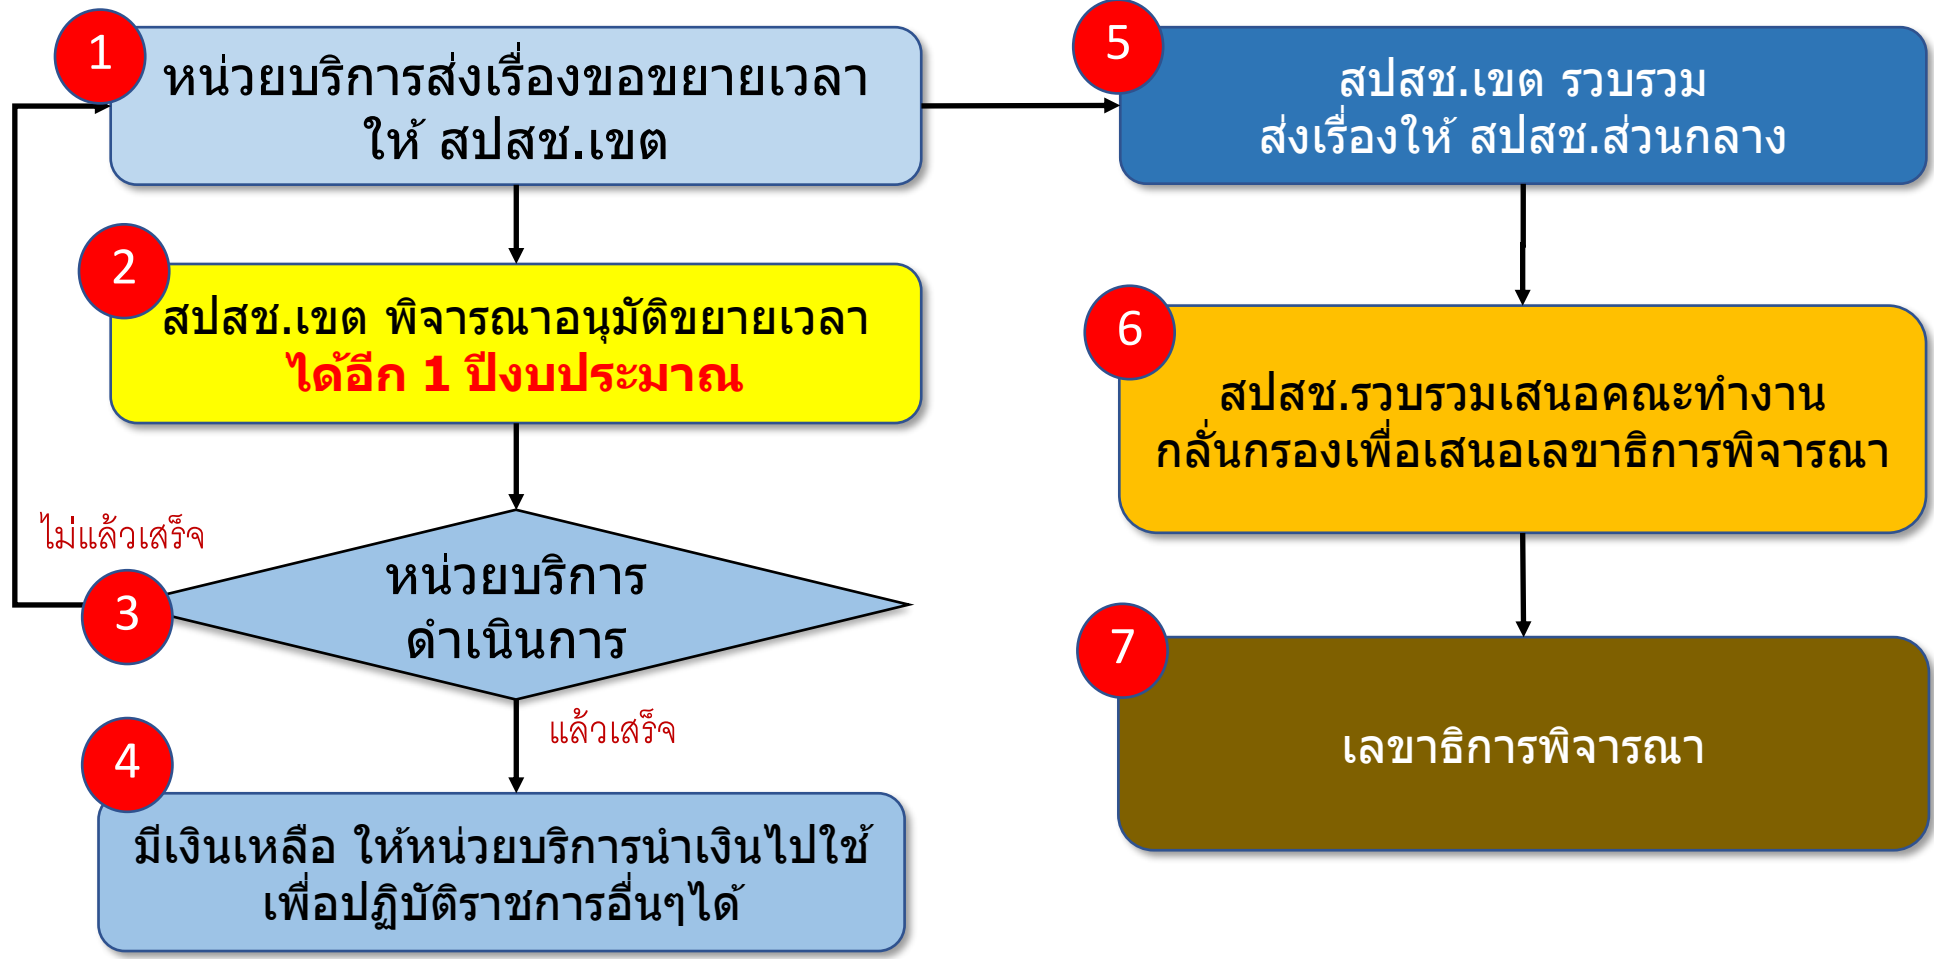 1
หน่วยบริการส่งเรื่องขอขยายเวลา
ให้ สปสช.เขต
2
สปสช.เขต พิจารณาอนุมัติขยายเวลา
ได้อีก 1 ปีงบประมาณ
ไม่แล้วเสร็จ
3
หน่วยบริการ
ดำเนินการ
แล้วเสร็จ
4
มีเงินเหลือ ให้หน่วยบริการนำเงินไปใช้
เพื่อปฏิบัติราชการอื่นๆได้
5
สปสช.เขต รวบรวม
ส่งเรื่องให้ สปสช.ส่วนกลาง
6
สปสช.รวบรวมเสนอคณะทำงาน
กลั่นกรองเพื่อเสนอเลขาธิการพิจารณา
7
เลขาธิการพิจารณา